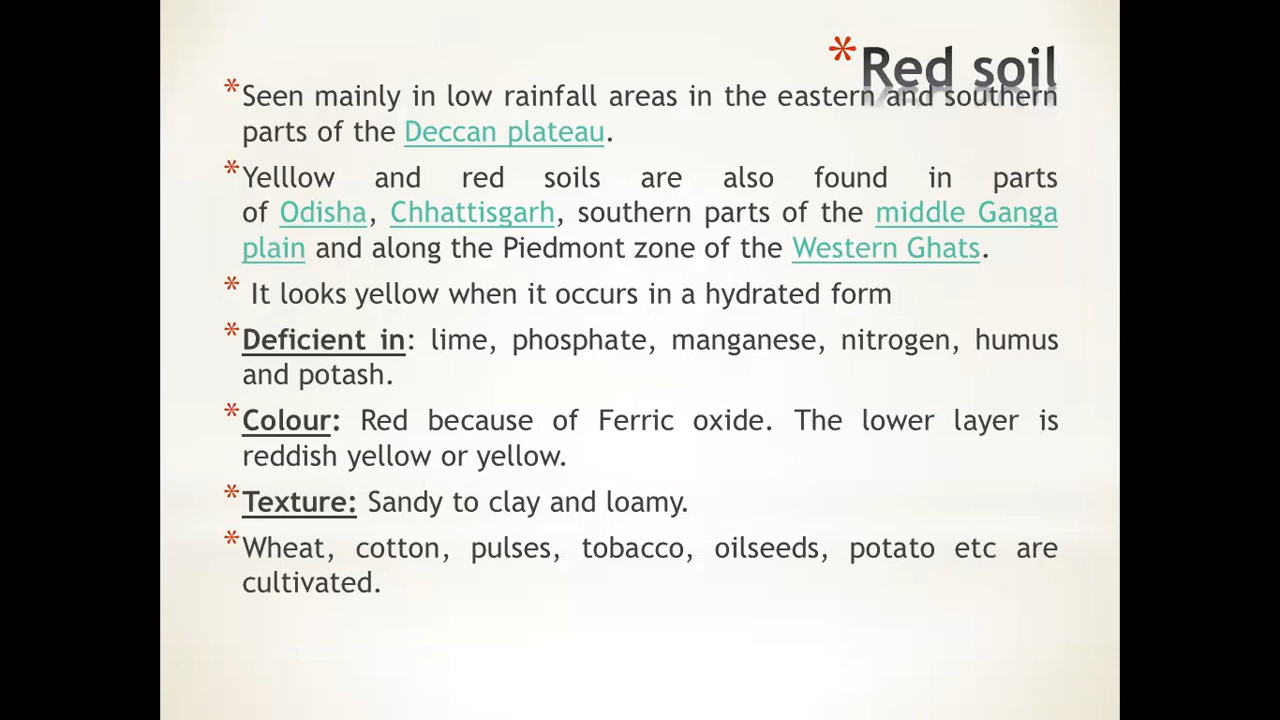 * Red soil
* Seen mainly in low rainfall areas in the eastern and southern
parts of the Deccan plateau.
* Yelllow and red soils are also found in parts
of Odisha, Chhattisgarh, southern parts of the middle Ganga
plain and along the Piedmont zone of the Western Ghats.
* It looks yellow when it occurs in a hydrated form
* Deficient in: lime, phosphate, manganese, nitrogen, humus
and potash.
* Colour: Red because of Ferric oxide. The lower layer is
reddish yellow or yellow.
* Texture: Sandy to clay and loamy.
* Wheat, cotton, pulses, tobacco, oilseeds, potato etc are
cultivated.